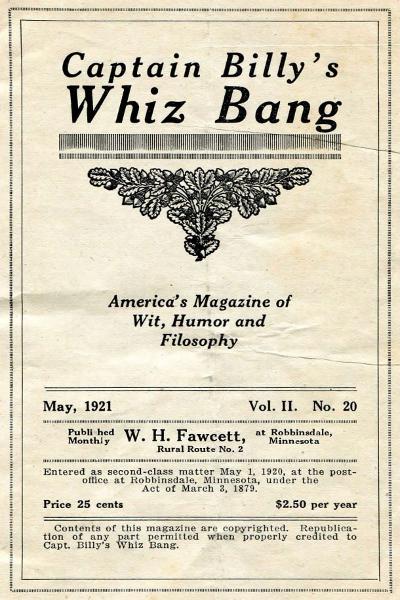 Captain Billy's
Whiz Bang
America's Magazine of
Wit, Humor and
Filosophy
May, 1921 Vol. II. No. 20
Published Monthly W. H. Fawcett, Rural Route No. 2 at Robbinsdale, Minnesota
Entered as second-class matter May 1, 1920, at the post-
office at Robbinsdale, Minnesota, under the
Act of March 3, 1879.
Price 25 cents $2.50 per year
Contents of this magazine are copyrighted. Republica-
tion of any part permitted when properly credited to
Capt. Billy's Whiz Bang.